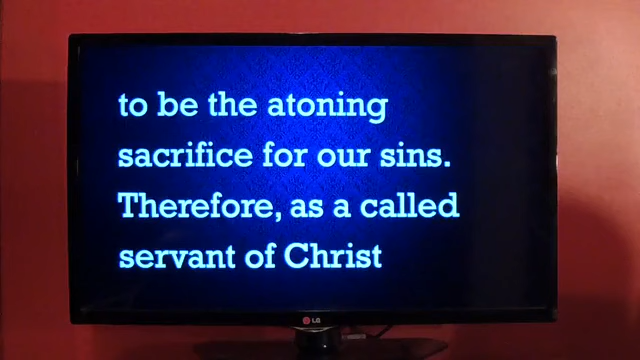 to be the atoning
sacrifice for our sins.
Therefore, as a called
servant of Christ
LG